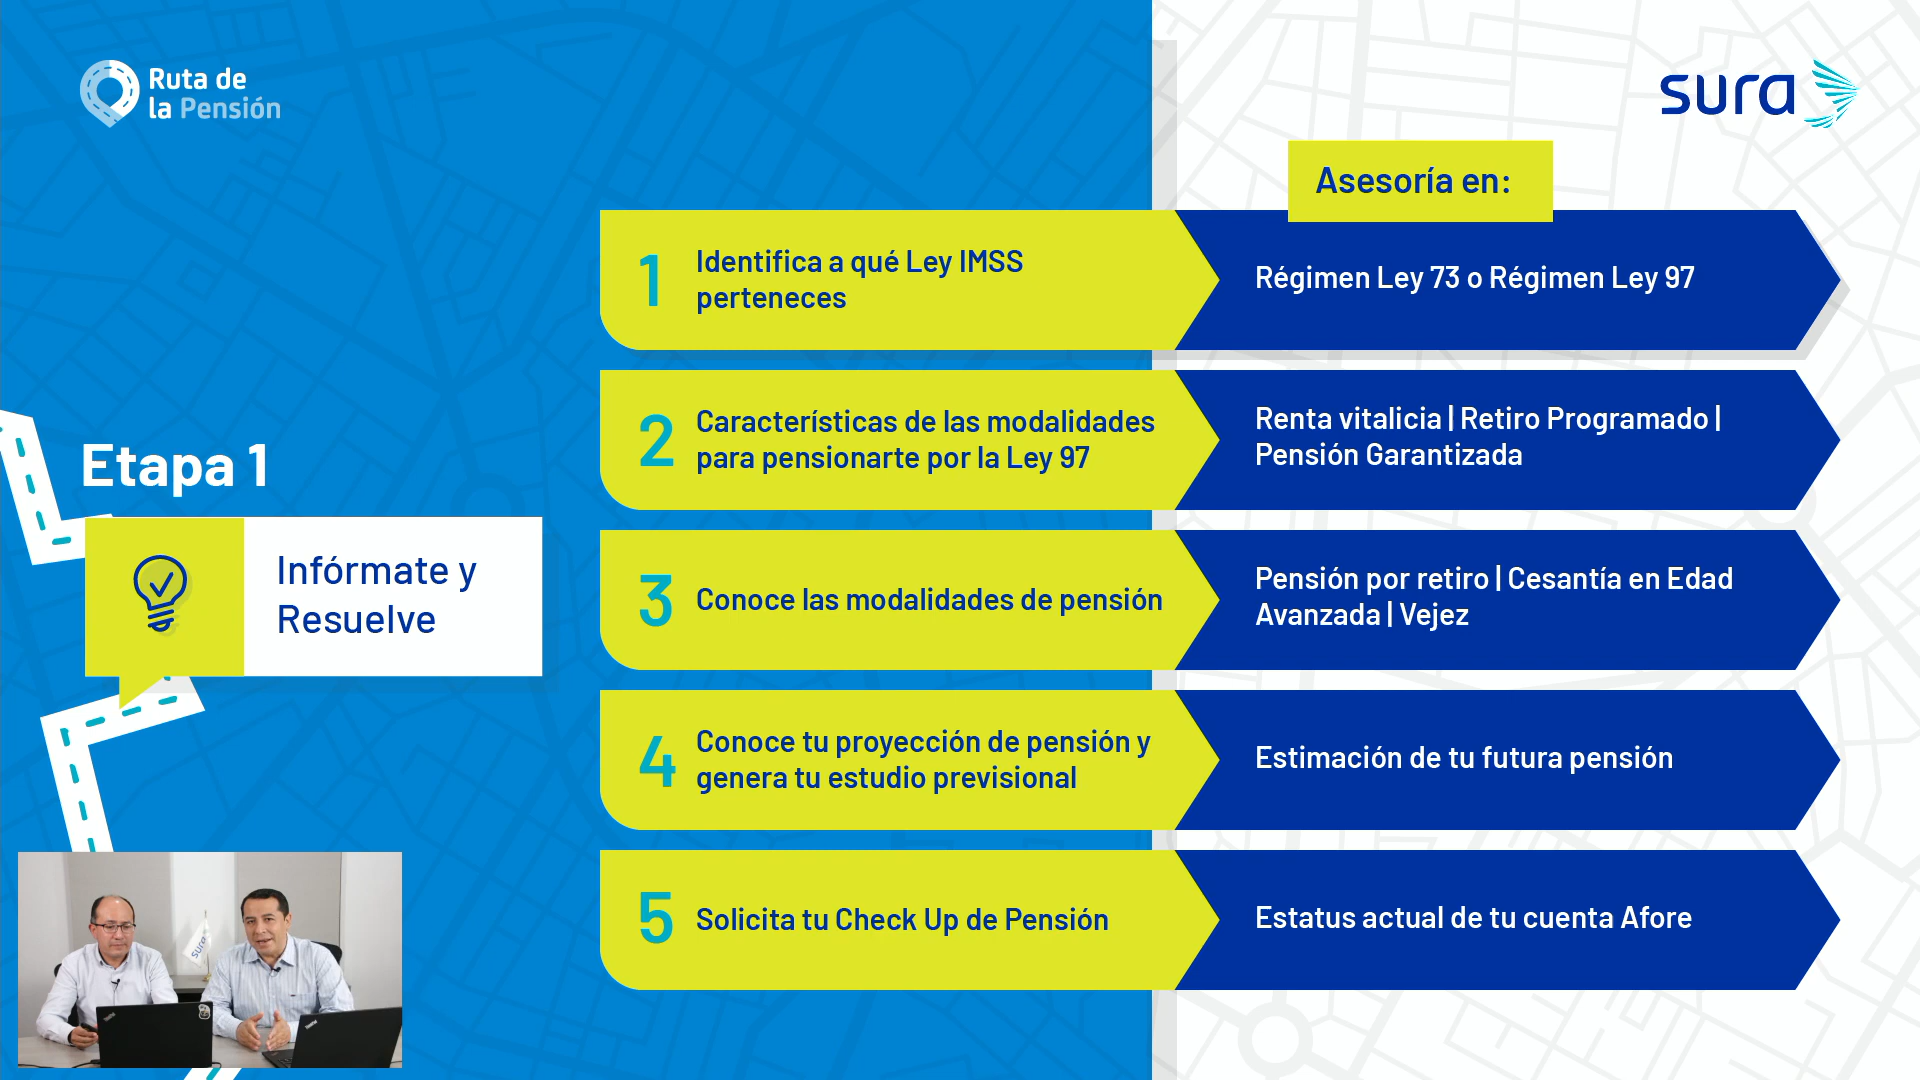 Ruta de
la Pensión
sura
Asesoría en:
1
Identifica a qué Ley IMSS
perteneces
Régimen Ley 73 o Régimen Ley 97
2
Características de las modalidades
para pensionarte por la Ley 97
Renta vitalicia | Retiro Programado |
Pensión Garantizada
Etapa 1
Infórmate y
Resuelve
3
Conoce las modalidades de pensión
Pensión por retiro | Cesantía en Edad
Avanzada | Vejez
4
Conoce tu proyección de pensión y
genera tu estudio previsional
Estimación de tu futura pensión
5
Solicita tu Check Up de Pensión
Estatus actual de tu cuenta Afore
sura
ThinkPad
ThinkPad